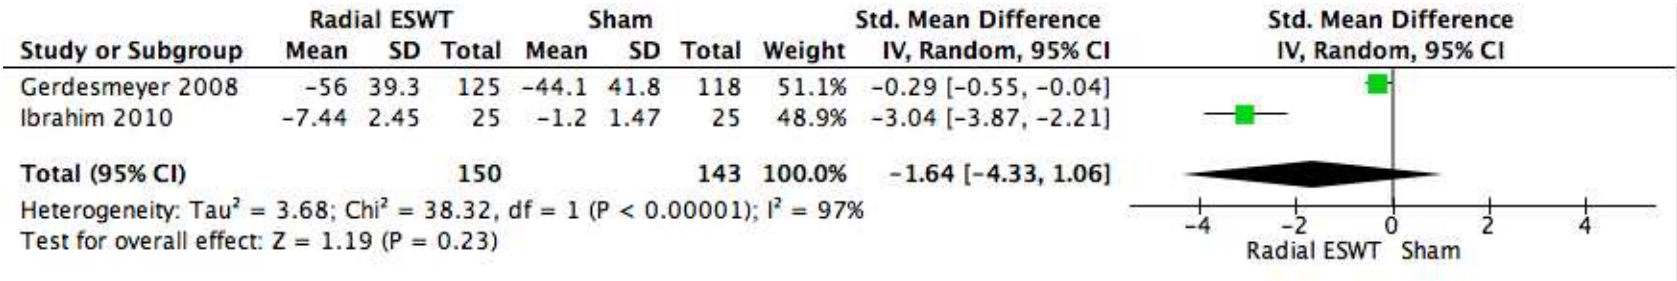 Radial ESWT Sham Std. Mean Difference Std. Mean Difference
Study or Subgroup Mean SD Total Mean SD Total Weight IV, Random, 95% CI IV, Random, 95% CI
Gerdesmeyer 2008 −56 39.3 125 −44.1 41.8 118 51.1% −0.29 [−0.55, −0.04]
Ibrahim 2010 −7.44 2.45 25 −1.2 1.47 25 48.9% −3.04 [−3.87, −2.21]
Total (95% CI) 150 143 100.0% −1.64 [−4.33, 1.06]
Heterogeneity: Tau² = 3.68; Chi² = 38.32, df = 1 (P < 0.00001); I² = 97%
Test for overall effect: Z = 1.19 (P = 0.23)
−4 −2 0 2 4
Radial ESWT Sham